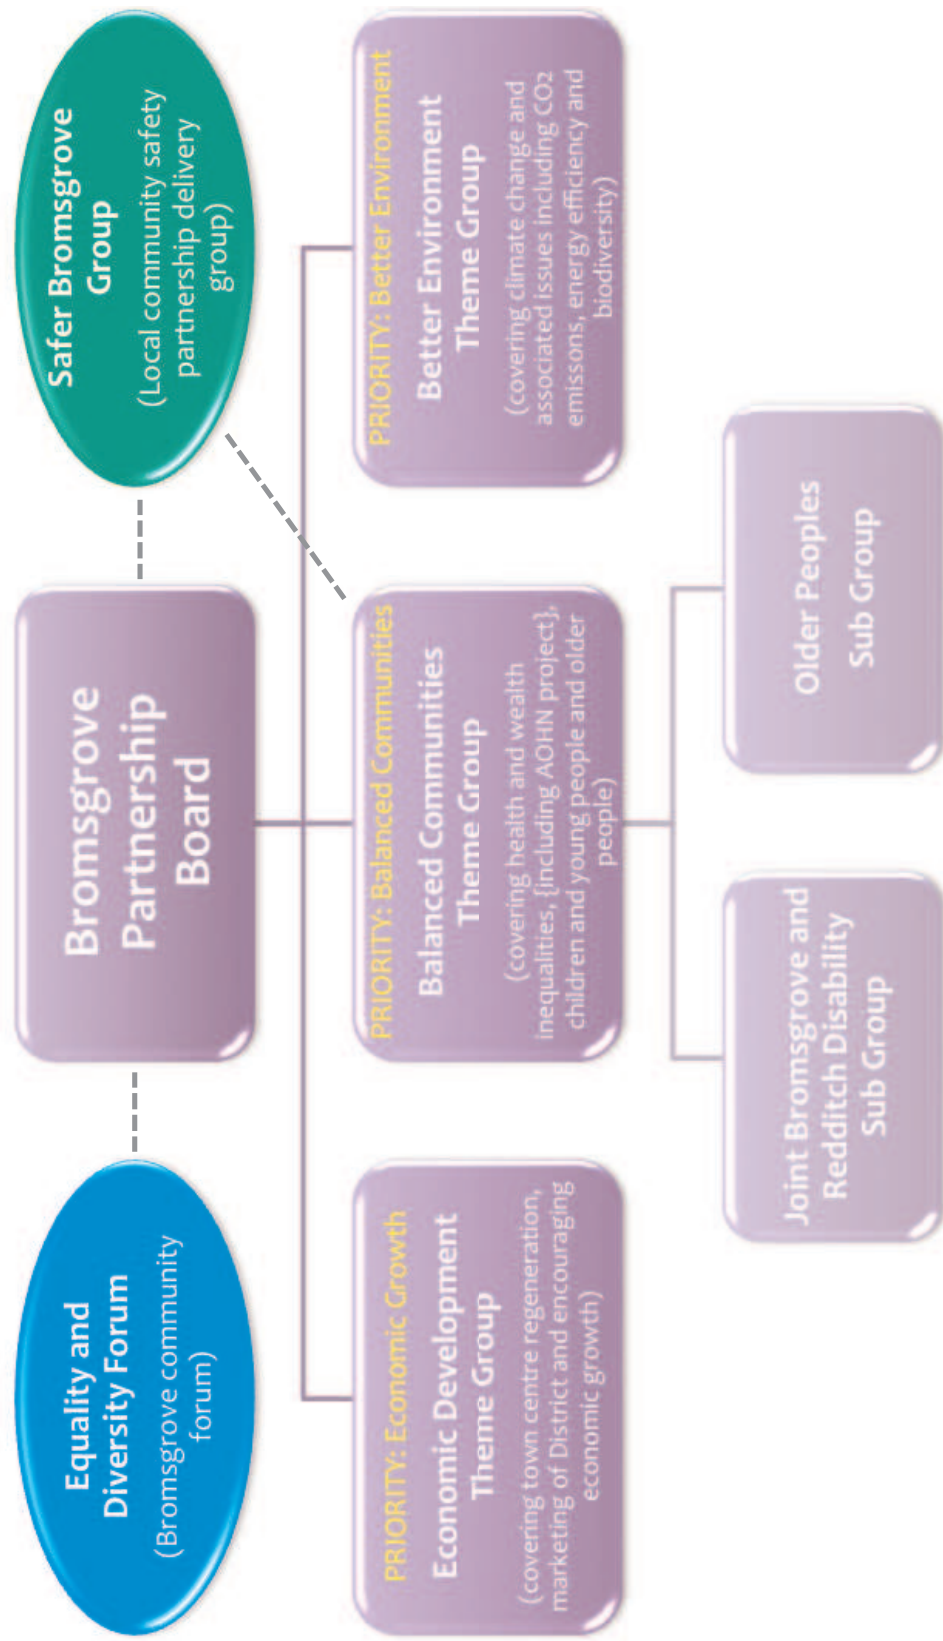 Equality and
Diversity Forum
(Bromsgrove community
forum)
Bromsgrove
Partnership
Board
Safer Bromsgrove
Group
(Local community safety
partnership delivery
group)
PRIORITY: Economic Growth
Economic Development
Theme Group
(covering town centre regeneration,
marketing of District and encouraging
economic growth)
PRIORITY: Balanced Communities
Balanced Communities
Theme Group
(covering health and wealth
inequalities, {including AOHN project},
children and young people and older
people)
PRIORITY: Better Environment
Better Environment
Theme Group
(covering climate change and
associated issues including CO2
emissons, energy efficiency and
biodiversity)
Joint Bromsgrove and
Redditch Disability
Sub Group
Older Peoples
Sub Group